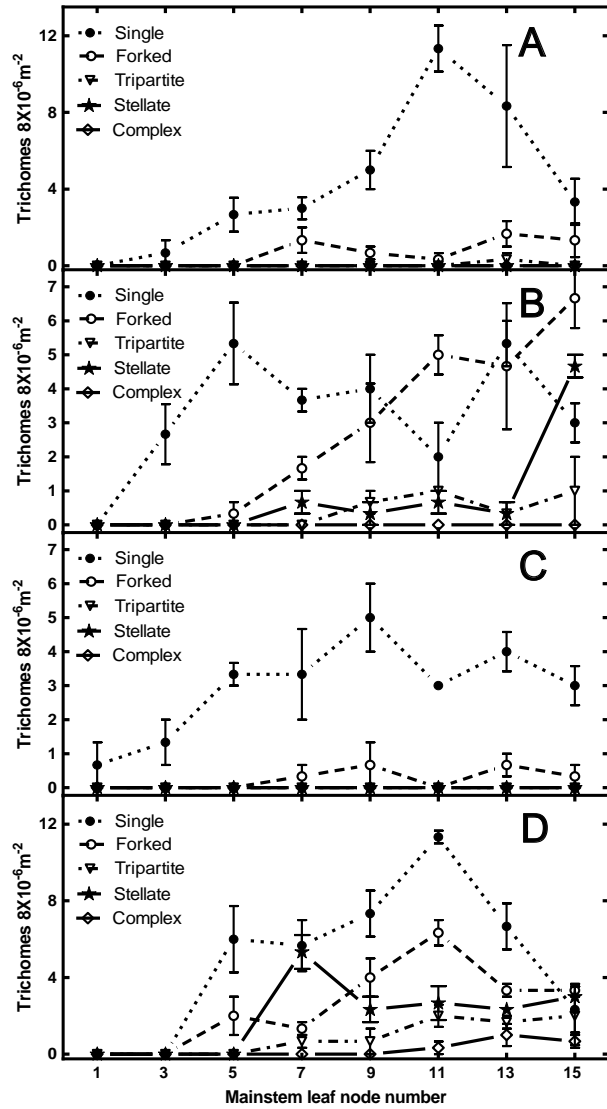 A
Trichomes 8X10⁻⁶m⁻²
12
8
4
0
Single
Forked
Tripartite
Stellate
Complex
B
Trichomes 8X10⁻⁶m⁻²
7
6
5
4
3
2
1
0
Single
Forked
Tripartite
Stellate
Complex
C
Trichomes 8X10⁻⁶m⁻²
7
6
5
4
3
2
1
0
Single
Forked
Tripartite
Stellate
Complex
D
Trichomes 8X10⁻⁶m⁻²
12
8
4
0
Single
Forked
Tripartite
Stellate
Complex
1 3 5 7 9 11 13 15
Mainstem leaf node number